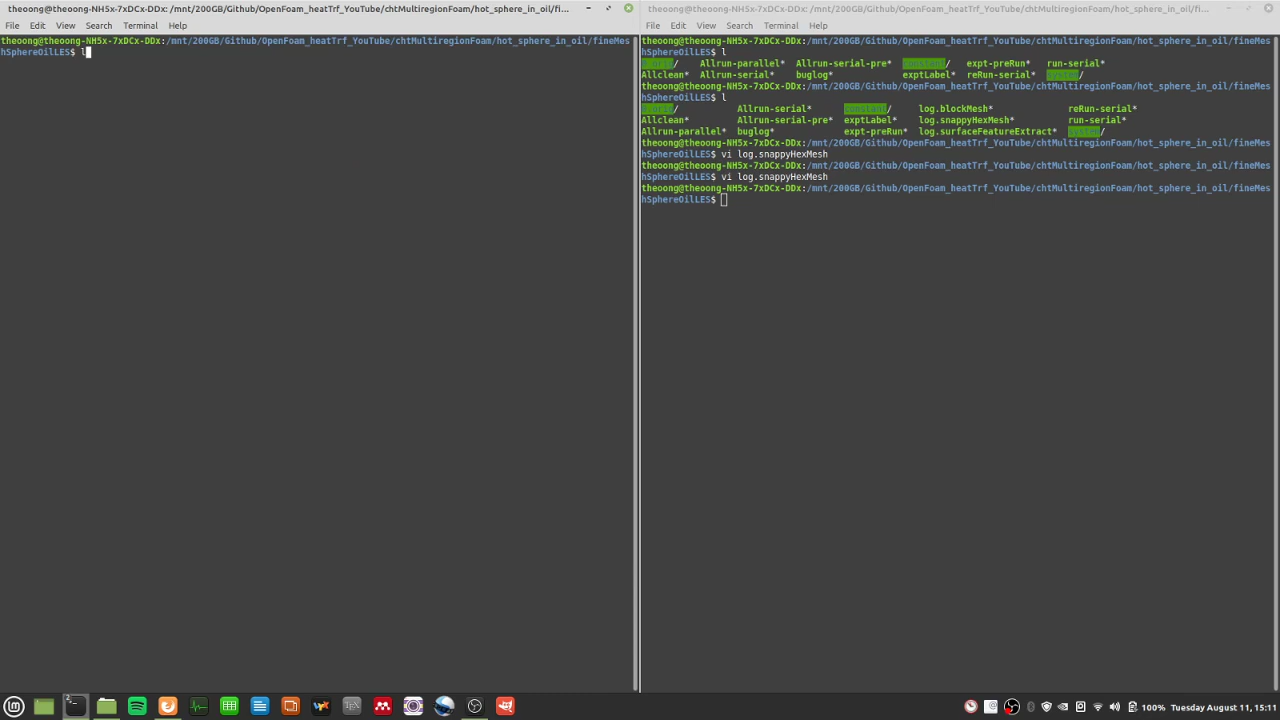 theoong@theoong-NH5x-7xDCx-DDx: /mnt/200GB/Github/OpenFoam_heatTrf_YouTube/chtMultiregionFoam/hot_sphere_in_oil/fi...
File Edit View Search Terminal Help
theoong@theoong-NH5x-7xDCx-DDx:/mnt/200GB/Github/OpenFoam_heatTrf_YouTube/chtMultiregionFoam/hot_sphere_in_oil/fineMes
hSphereOilLES$ l
theoong@theoong-NH5x-7xDCx-DDx: /mnt/200GB/Github/OpenFoam_heatTrf_YouTube/chtMultiregionFoam/hot_sphere_in_oil/fi...
File Edit View Search Terminal Help
theoong@theoong-NH5x-7xDCx-DDx:/mnt/200GB/Github/OpenFoam_heatTrf_YouTube/chtMultiregionFoam/hot_sphere_in_oil/fineMes
hSphereOilLES$ l
0.orig/ Allrun-parallel* Allrun-serial-pre* constant/ expt-preRun* run-serial*
Allclean* Allrun-serial* buglog* exptLabel* reRun-serial* system/
theoong@theoong-NH5x-7xDCx-DDx:/mnt/200GB/Github/OpenFoam_heatTrf_YouTube/chtMultiregionFoam/hot_sphere_in_oil/fineMes
hSphereOilLES$ l
0.orig/ Allrun-serial* constant/ log.blockMesh* reRun-serial*
Allclean* Allrun-serial-pre* exptLabel* log.snappyHexMesh* run-serial*
Allrun-parallel* buglog* expt-preRun* log.surfaceFeatureExtract* system/
theoong@theoong-NH5x-7xDCx-DDx:/mnt/200GB/Github/OpenFoam_heatTrf_YouTube/chtMultiregionFoam/hot_sphere_in_oil/fineMes
hSphereOilLES$ vi log.snappyHexMesh
theoong@theoong-NH5x-7xDCx-DDx:/mnt/200GB/Github/OpenFoam_heatTrf_YouTube/chtMultiregionFoam/hot_sphere_in_oil/fineMes
hSphereOilLES$ vi log.snappyHexMesh
theoong@theoong-NH5x-7xDCx-DDx:/mnt/200GB/Github/OpenFoam_heatTrf_YouTube/chtMultiregionFoam/hot_sphere_in_oil/fineMes
hSphereOilLES$
100% Tuesday August 11, 15:11